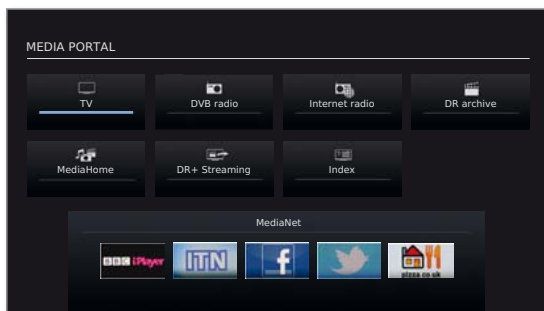 MEDIA PORTAL
TV
DVB radio
Internet radio
DR archive
MediaHome
DR+ Streaming
Index
MediaNet
BBC iPlayer
ITN
f
pizza co uk